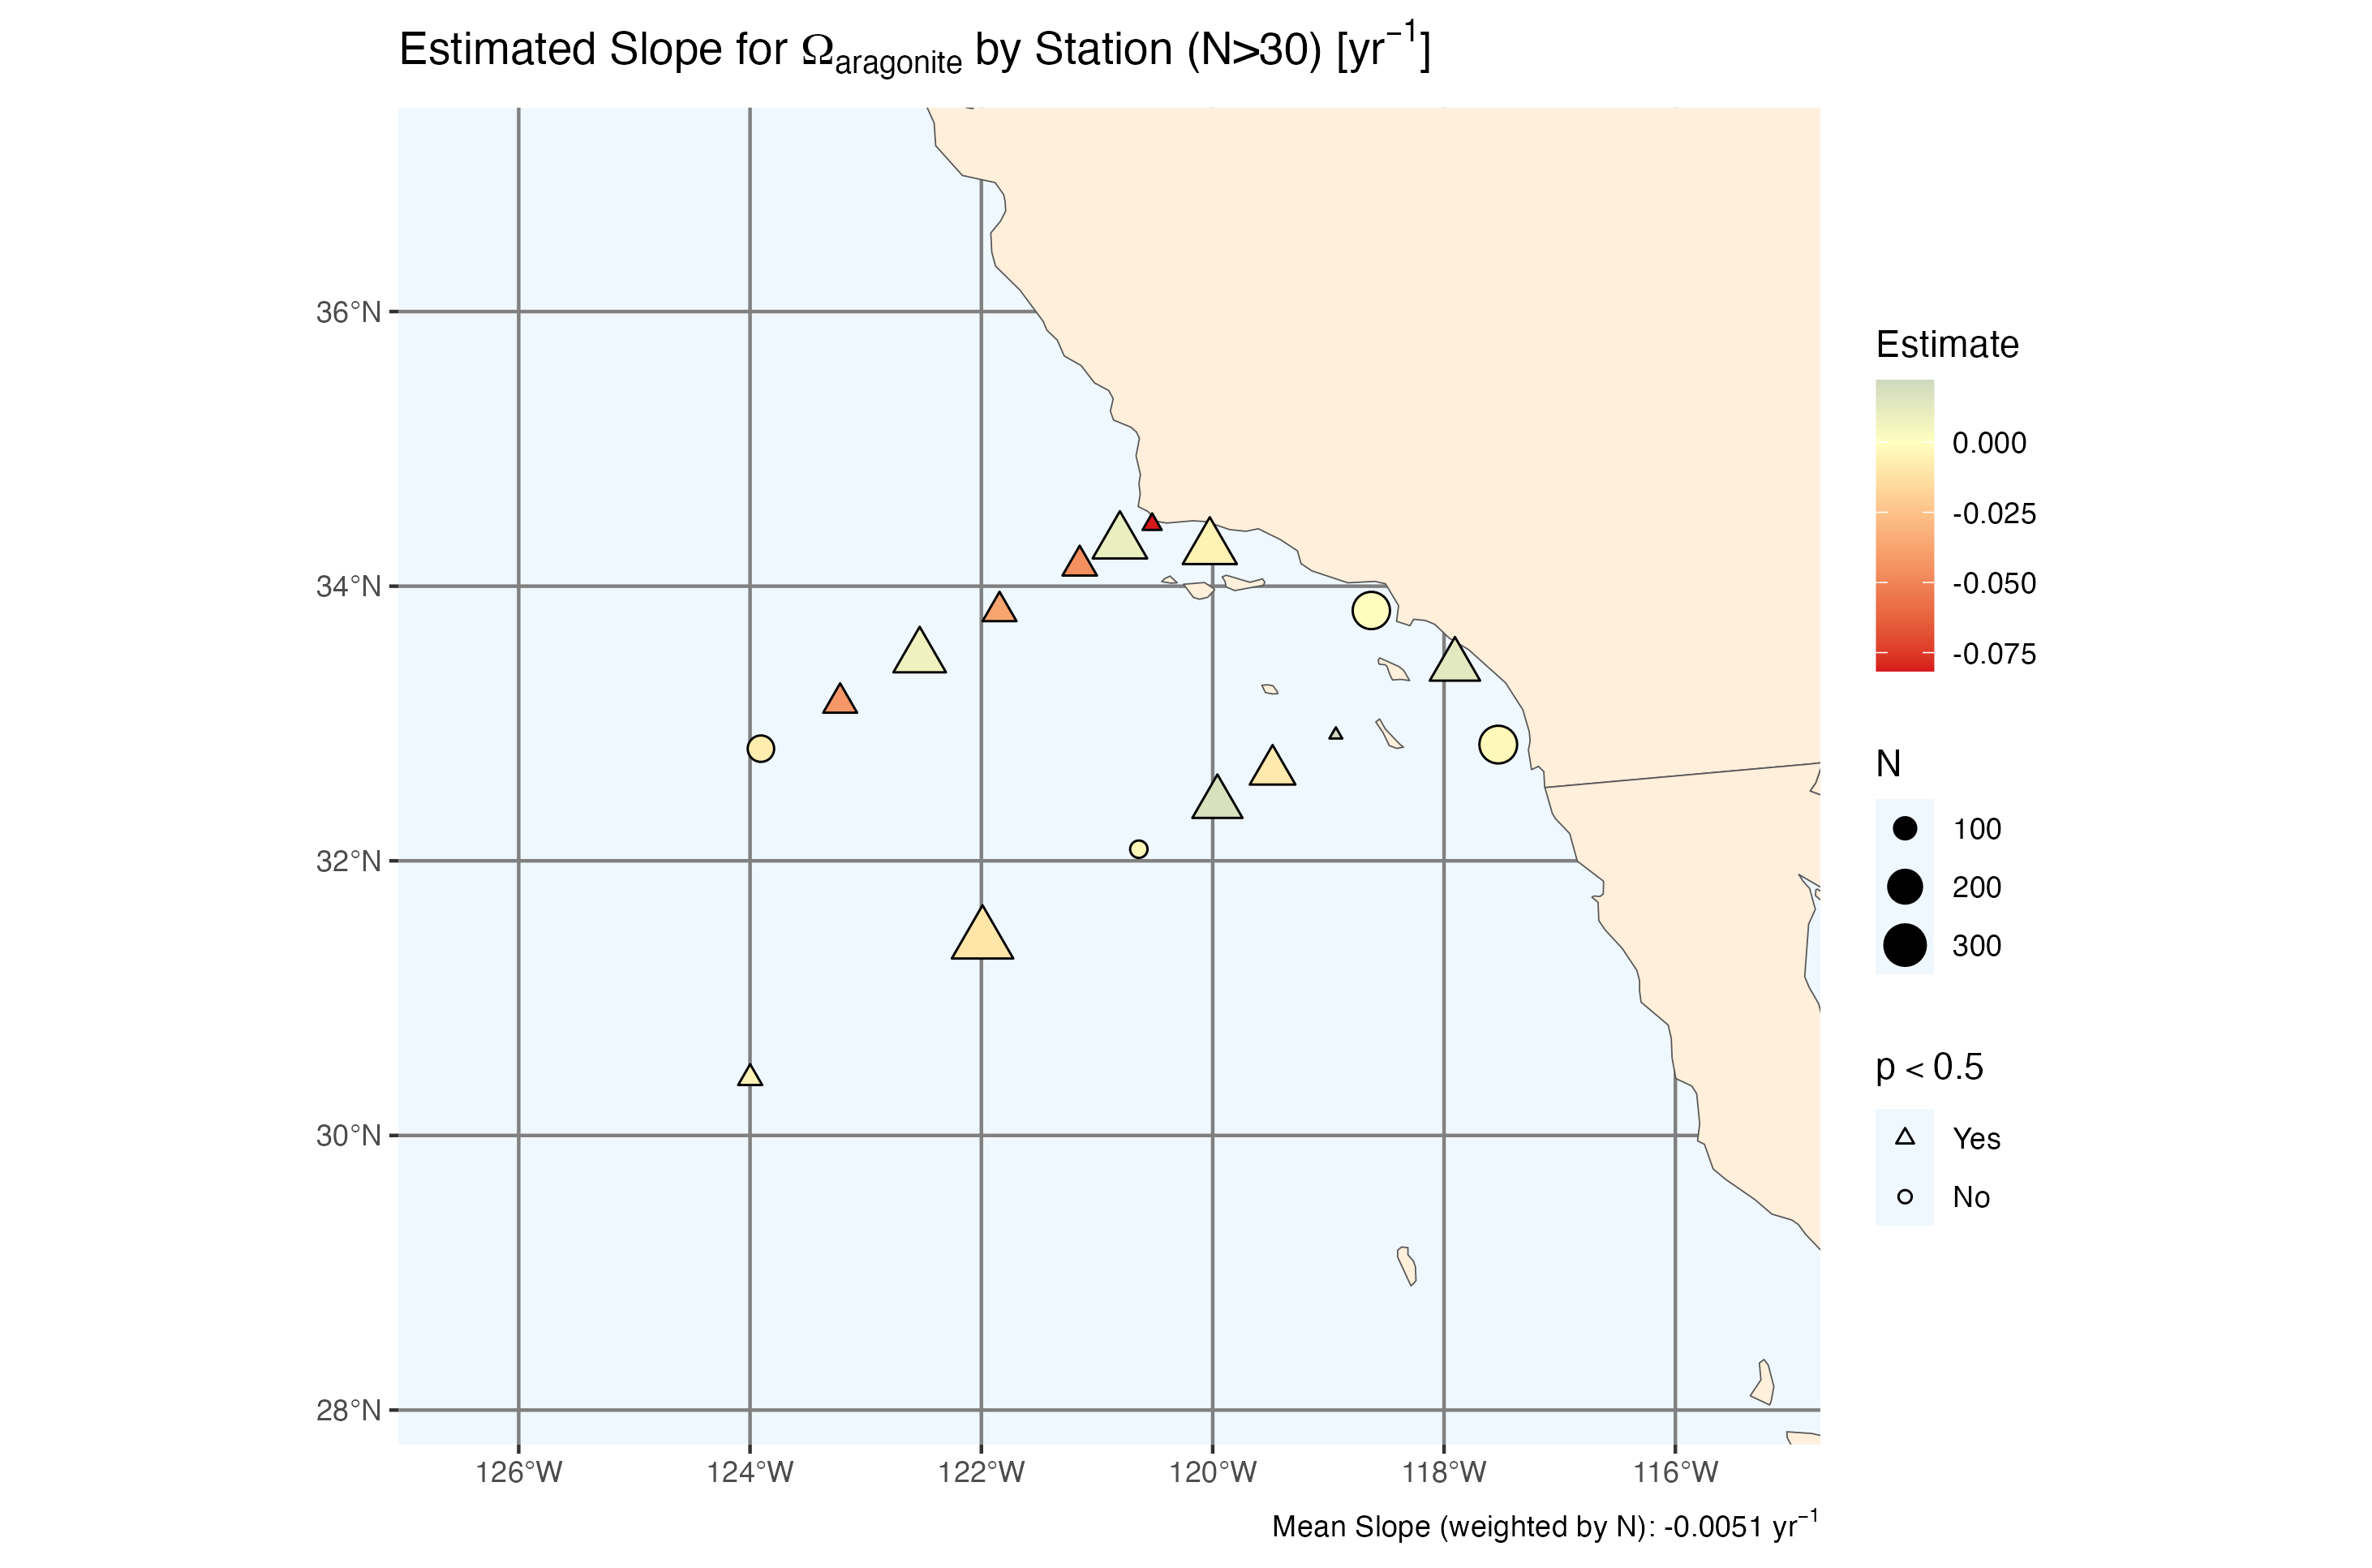 Estimated Slope for Ωaragonite by Station (N>30) [yr⁻¹]
36°N
34°N
32°N
30°N
28°N
126°W
124°W
122°W
120°W
118°W
116°W
Estimate
0.000
-0.025
-0.050
-0.075
N
100
200
300
p < 0.5
Yes
No
Mean Slope (weighted by N): -0.0051 yr⁻¹